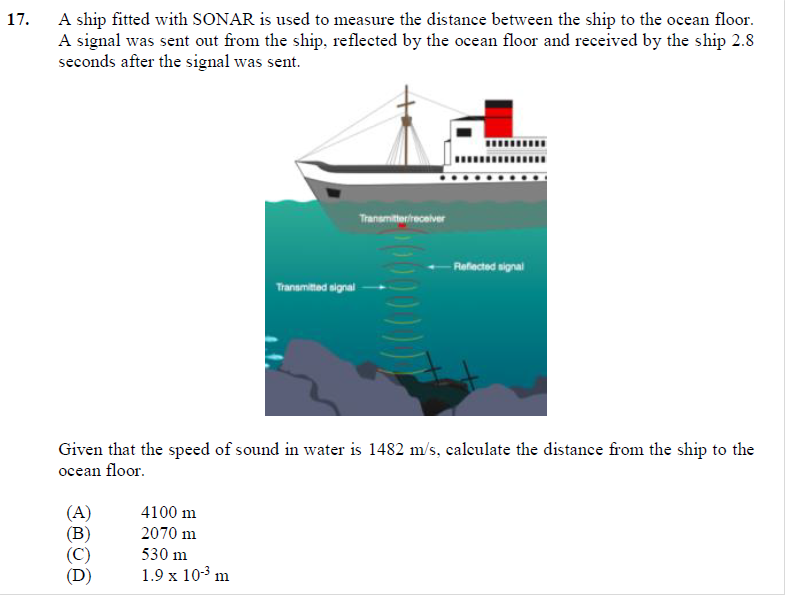 17. A ship fitted with SONAR is used to measure the distance between the ship to the ocean floor.
A signal was sent out from the ship, reflected by the ocean floor and received by the ship 2.8
seconds after the signal was sent.
Transmitter/receiver
Reflected signal
Transmitted signal
Given that the speed of sound in water is 1482 m/s, calculate the distance from the ship to the
ocean floor.
(A) 4100 m
(B) 2070 m
(C) 530 m
(D) 1.9 x 10⁻³ m